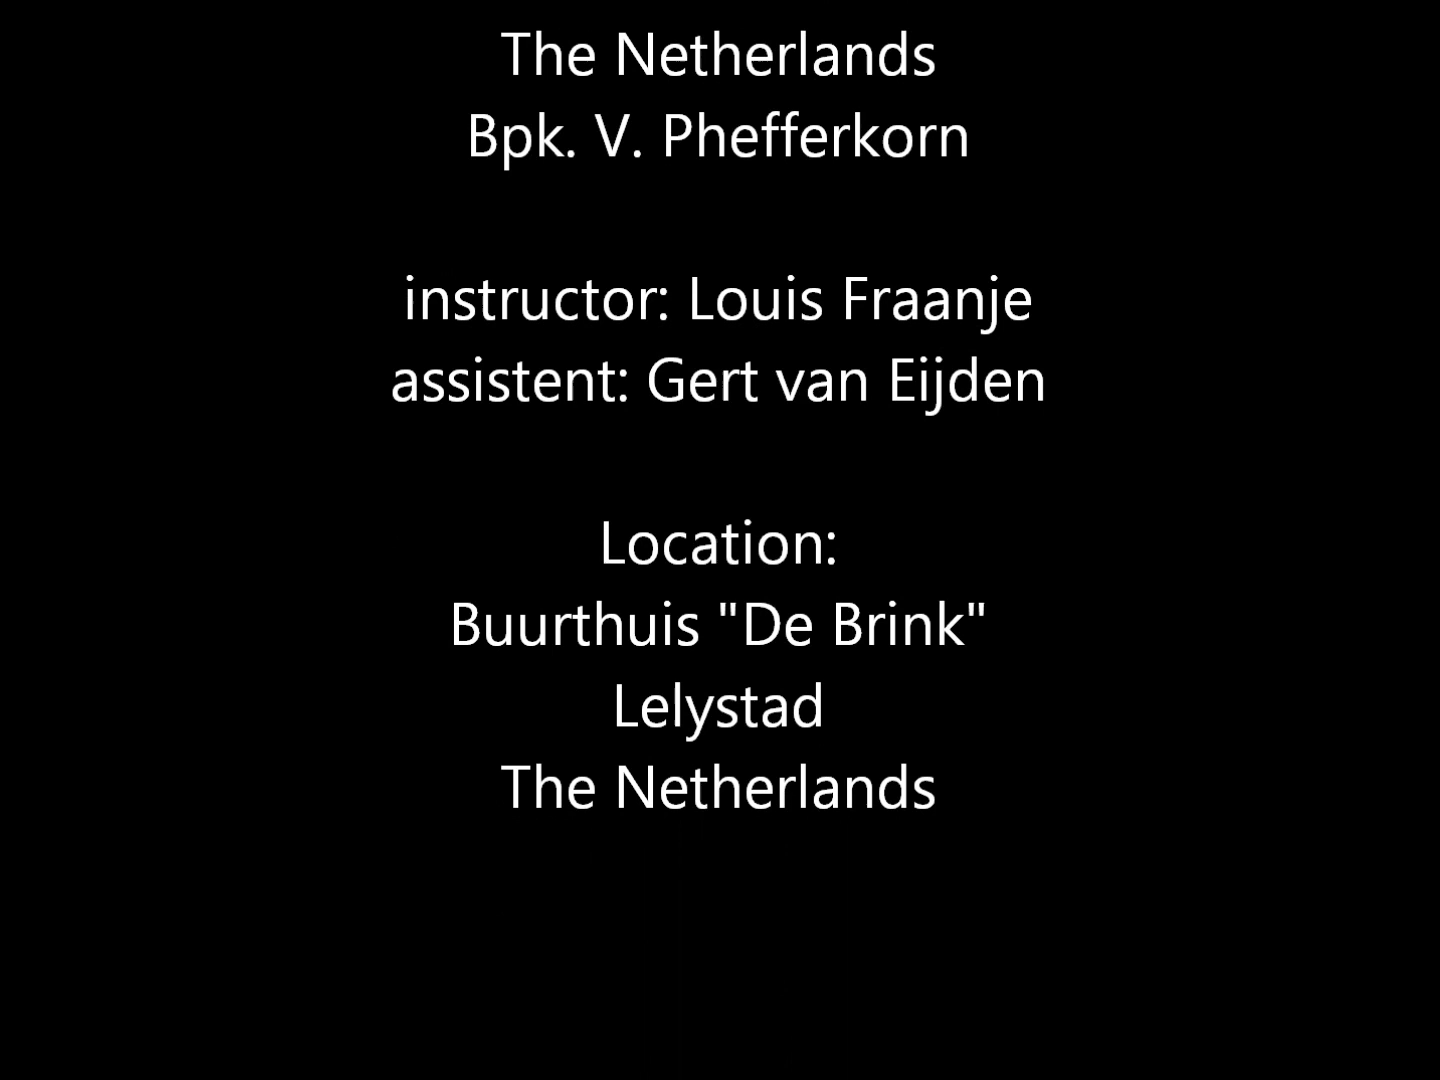 The Netherlands
Bpk. V. Phefferkorn
instructor: Louis Fraanje
assistent: Gert van Eijden
Location:
Buurthuis "De Brink"
Lelystad
The Netherlands